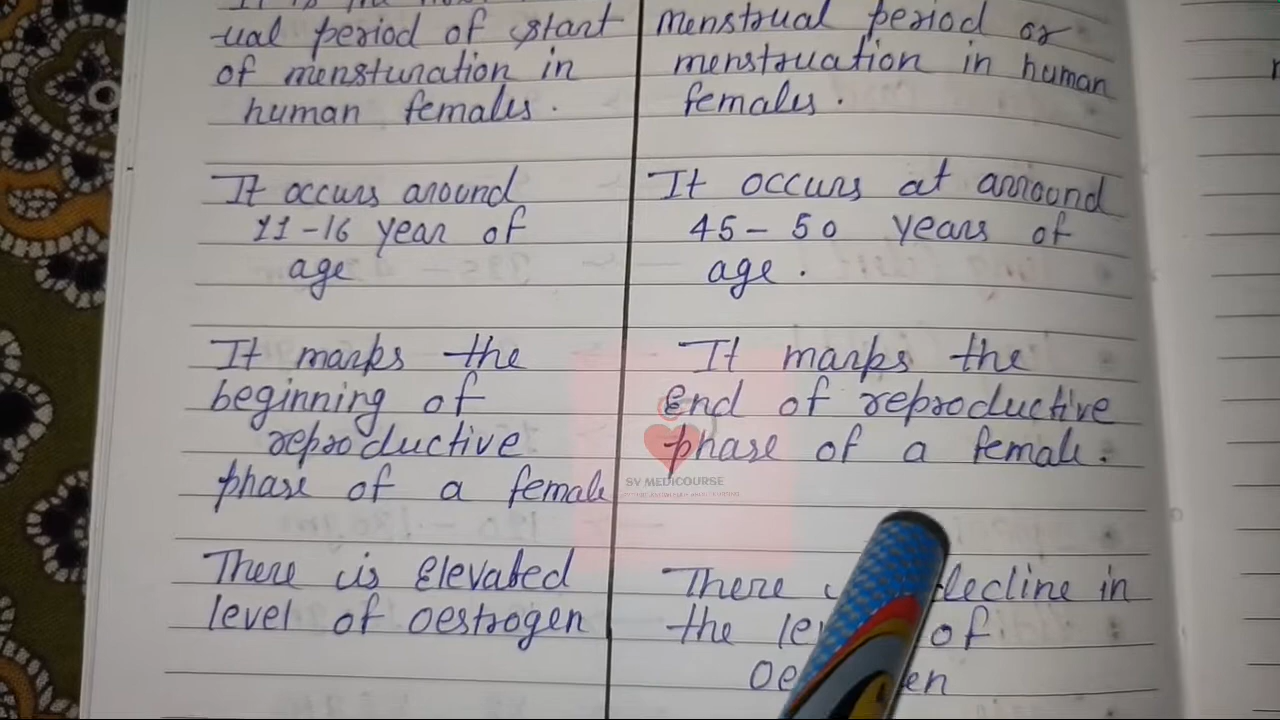 ual period of start
of menstruation in
human females.
It occurs around
11-16 year of
age
It marks the
beginning of
reproductive
phase of a female
There is Elevated
level of oestrogen
menstrual period or
menstruation in human
females.
It occurs at arround
45-50 years of
age.
It marks the
End of reproductive
phase of a female.
There decline in
the of
SV MEDICOURSE